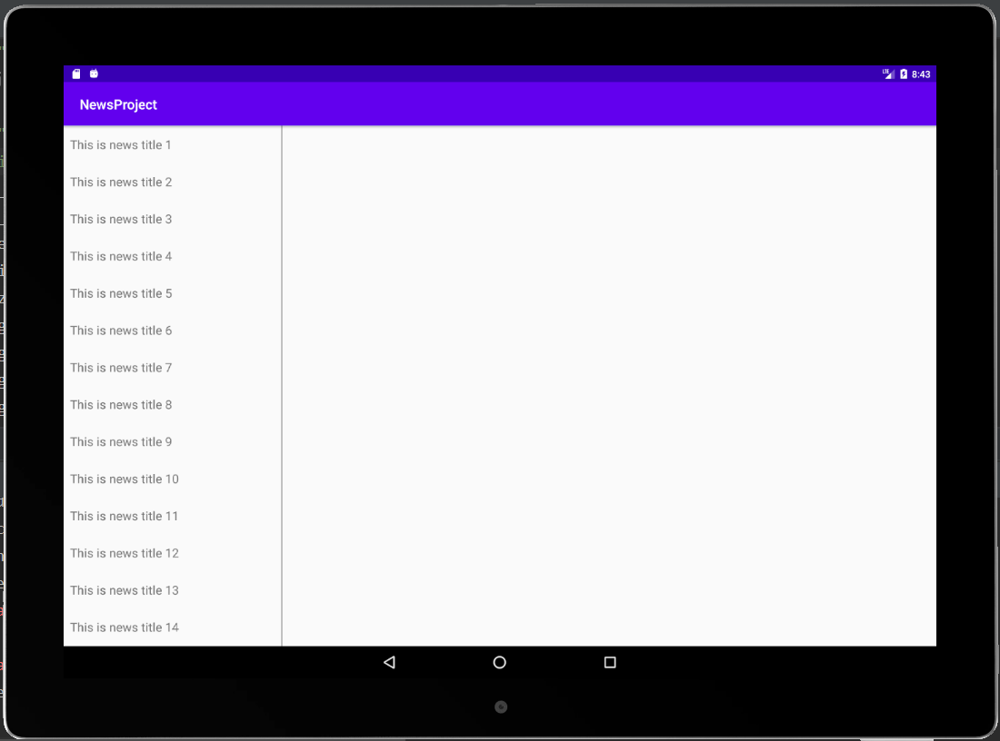 LTE 8:43
NewsProject
This is news title 1
This is news title 2
This is news title 3
This is news title 4
This is news title 5
This is news title 6
This is news title 7
This is news title 8
This is news title 9
This is news title 10
This is news title 11
This is news title 12
This is news title 13
This is news title 14